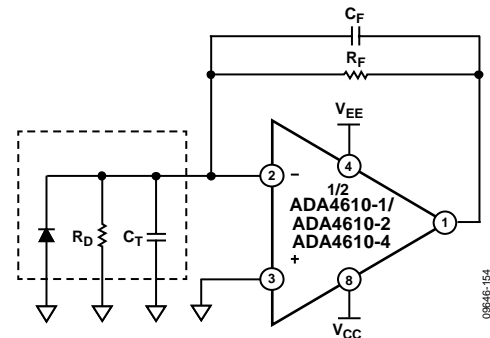 CF
RF
VEE
4
2
−
1/2
ADA4610-1/
ADA4610-2
ADA4610-4
1
RD
CT
+
3
8
VCC
09646-154